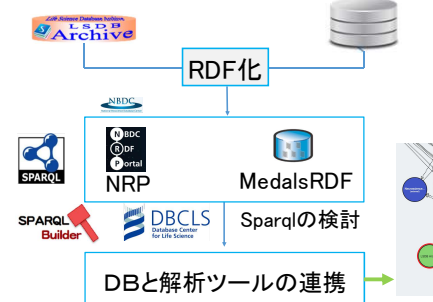 Life Science Database Archive
LSDB
Archive
RDF化
NBDC
NBDC
RDF
Portal
NRP
MedalsRDF
SPARQL
SPARQL
Builder
DBCLS
Database Center
for Life Science
Sparqlの検討
ＤＢと解析ツールの連携